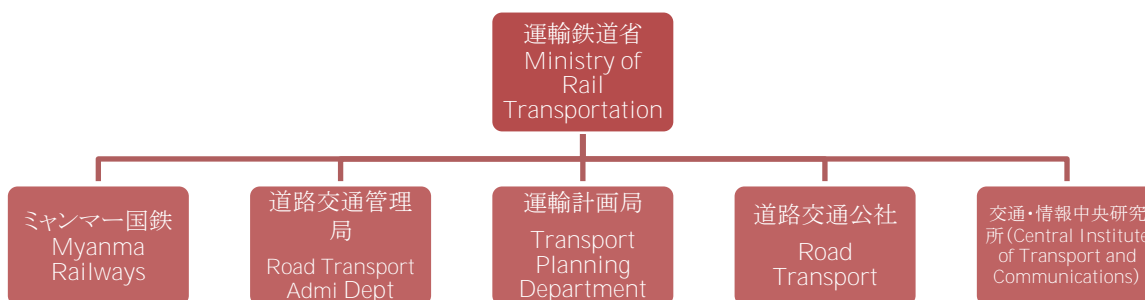 運輸鉄道省
Ministry of
Rail
Transportation
ミャンマー国鉄
Myanma
Railways
道路交通管理
局
Road Transport
Admi Dept
運輸計画局
Transport
Planning
Department
道路交通公社
Road
Transport
交通・情報中央研究
所(Central Institute
of Transport and
Communications)